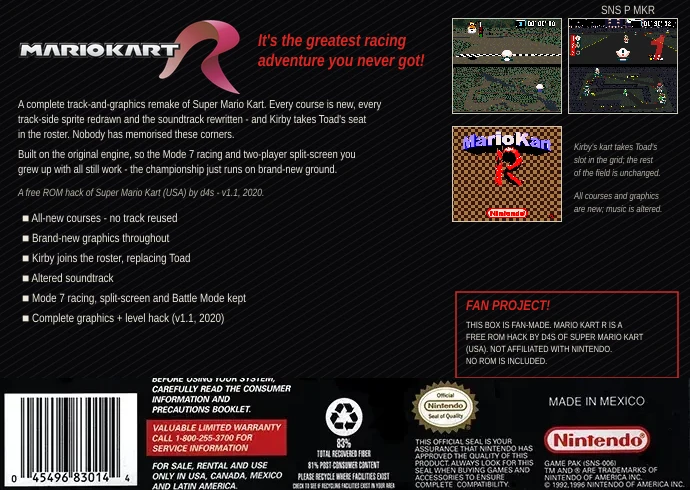 SNS P MKR
MARIOKART R
It's the greatest racing
adventure you never got!
A complete track-and-graphics remake of Super Mario Kart. Every course is new, every
track-side sprite redrawn and the soundtrack rewritten - and Kirby takes Toad's seat
in the roster. Nobody has memorised these corners.
Built on the original engine, so the Mode 7 racing and two-player split-screen you
grew up with all still work - the championship just runs on brand-new ground.
A free ROM hack of Super Mario Kart (USA) by d4s - v1.1, 2020.
All-new courses - no track reused
Brand-new graphics throughout
Kirby joins the roster, replacing Toad
Altered soundtrack
Mode 7 racing, split-screen and Battle Mode kept
Complete graphics + level hack (v1.1, 2020)
MarioKart
R
Nintendo
Kirby's kart takes Toad's
slot in the grid; the rest
of the field is unchanged.
All courses and graphics
are new; music is altered.
FAN PROJECT!
THIS BOX IS FAN-MADE. MARIO KART R IS A
FREE ROM HACK BY D4S OF SUPER MARIO KART
(USA). NOT AFFILIATED WITH NINTENDO.
NO ROM IS INCLUDED.
0 45496 83014 4
BEFORE USING YOUR SYSTEM,
CAREFULLY READ THE CONSUMER
INFORMATION AND
PRECAUTIONS BOOKLET.
VALUABLE LIMITED WARRANTY
CALL 1-800-255-3700 FOR
SERVICE INFORMATION
FOR SALE, RENTAL AND USE
ONLY IN USA, CANADA, MEXICO
AND LATIN AMERICA.
83%
TOTAL RECOVERED FIBER
81% POST CONSUMER CONTENT
PLEASE RECYCLE WHERE FACILITIES EXIST
CHECK TO SEE IF RECYCLING FACILITIES EXIST IN YOUR AREA
Official
Nintendo
Seal of Quality
THIS OFFICIAL SEAL IS YOUR
ASSURANCE THAT NINTENDO HAS
APPROVED THE QUALITY OF THIS
PRODUCT. ALWAYS LOOK FOR THIS
SEAL WHEN BUYING GAMES AND
ACCESSORIES TO ENSURE
COMPLETE COMPATIBILITY.
MADE IN MEXICO
Nintendo®
GAME PAK (SNS-006)
TM AND ® ARE TRADEMARKS OF
NINTENDO OF AMERICA INC.
© 1992,1996 NINTENDO OF AMERICA INC.